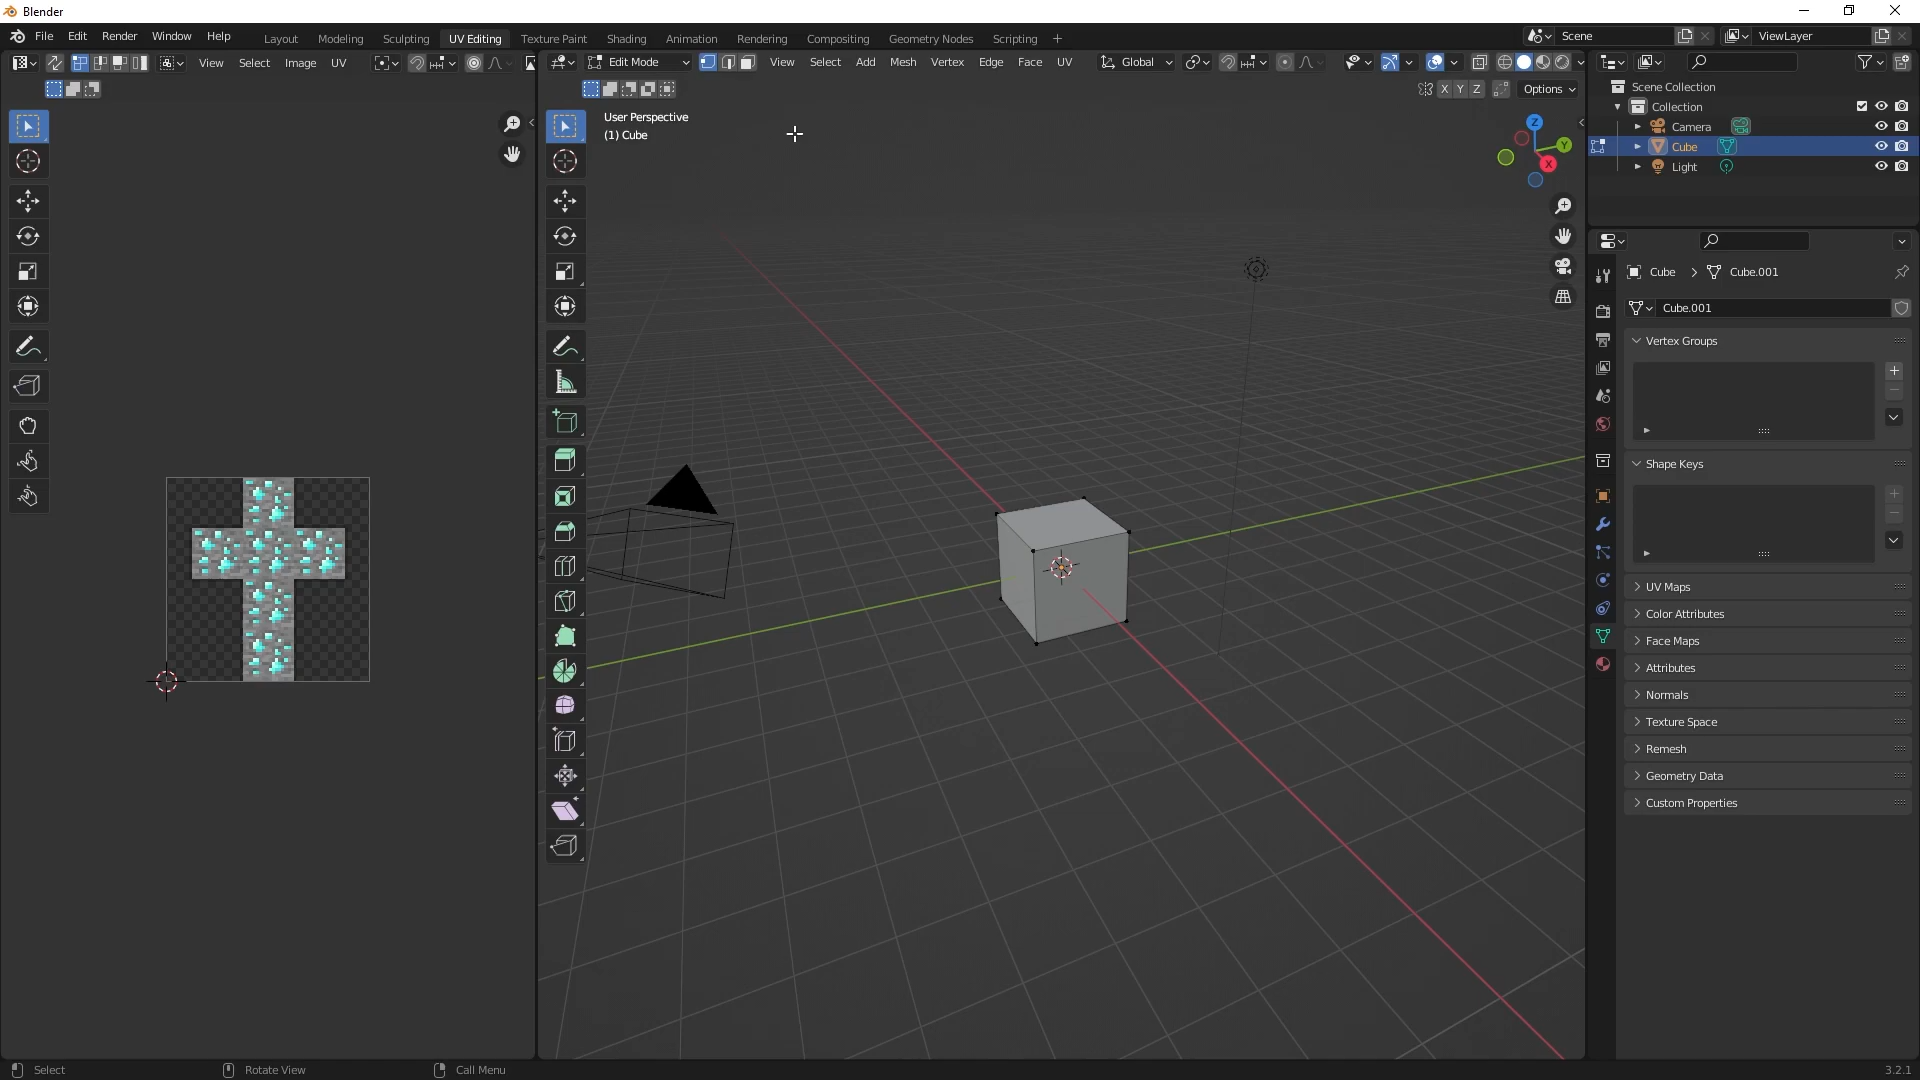 Blender
File Edit Render Window Help
Layout Modeling Sculpting UV Editing Texture Paint Shading Animation Rendering Compositing Geometry Nodes Scripting +
Scene
ViewLayer
View Select Image UV
Edit Mode
View Select Add Mesh Vertex Edge Face UV
Global
X Y Z
Options
User Perspective
(1) Cube
Z
Y
X
Scene Collection
Collection
Camera
Cube
Light
Cube > Cube.001
Cube.001
Vertex Groups
Shape Keys
UV Maps
Color Attributes
Face Maps
Attributes
Normals
Texture Space
Remesh
Geometry Data
Custom Properties
Select
Rotate View
Call Menu
3.2.1